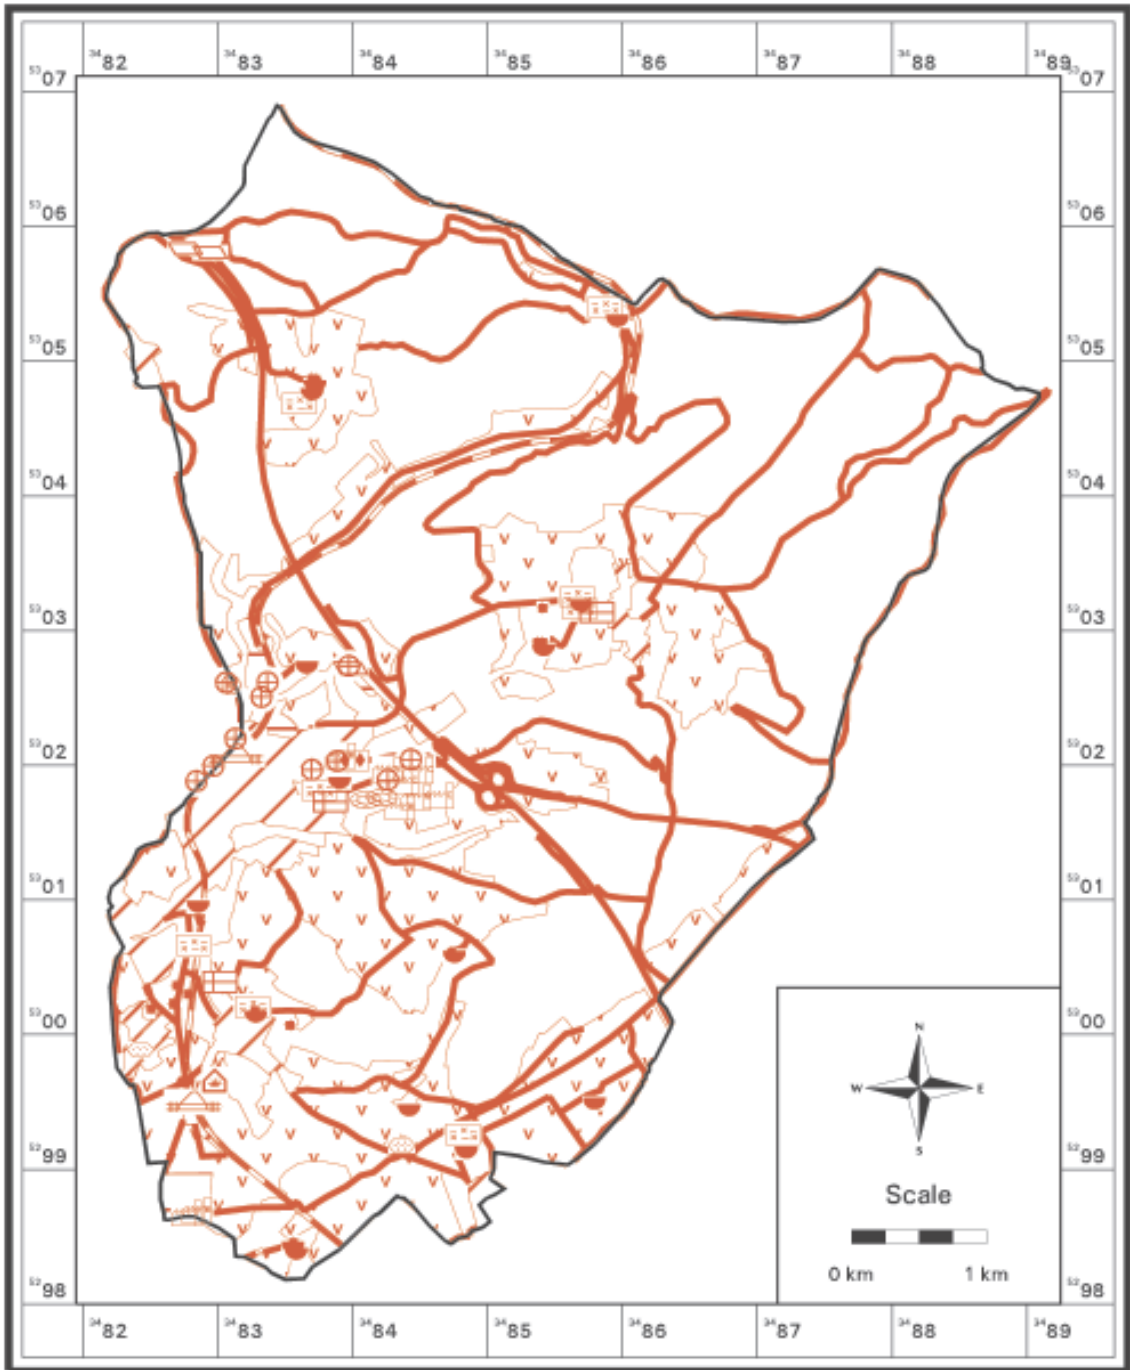 ³⁴82 ³⁴83 ³⁴84 ³⁴85 ³⁴86 ³⁴87 ³⁴88 ³⁴89
⁵³07 ⁵³07
⁵³06 ⁵³06
⁵³05 ⁵³05
⁵³04 ⁵³04
⁵³03 ⁵³03
⁵³02 ⁵³02
⁵³01 ⁵³01
⁵³00 ⁵³00
N
W E
S
⁵²99 ⁵²99
Scale
0 km 1 km
⁵²98 ⁵²98
³⁴82 ³⁴83 ³⁴84 ³⁴85 ³⁴86 ³⁴87 ³⁴88 ³⁴89